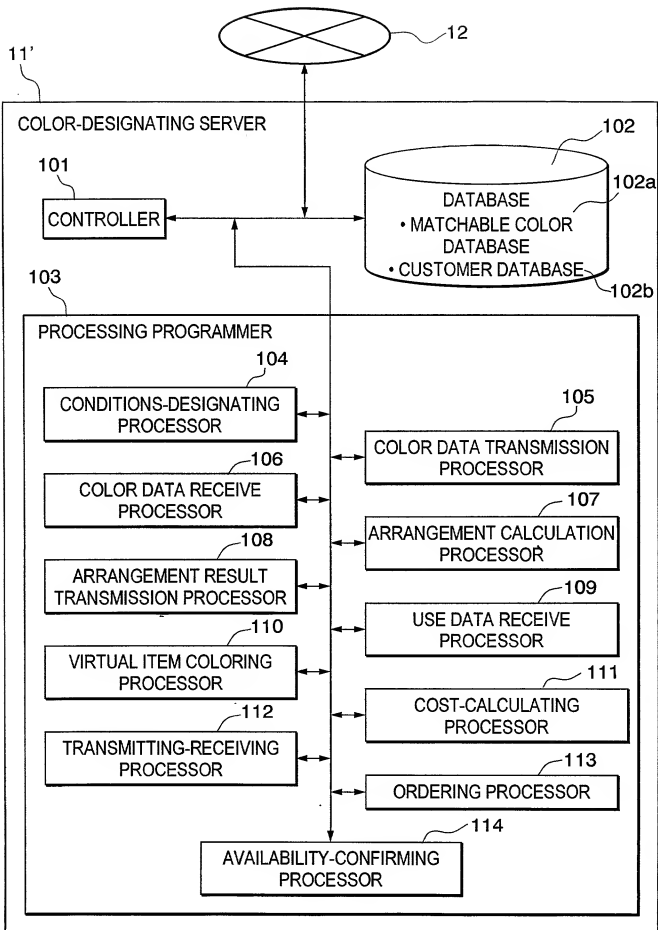 12
11'
COLOR-DESIGNATING SERVER
102
101
CONTROLLER
DATABASE
102a
• MATCHABLE COLOR
DATABASE
• CUSTOMER DATABASE
102b
103
PROCESSING PROGRAMMER
104
CONDITIONS-DESIGNATING
PROCESSOR
105
COLOR DATA TRANSMISSION
PROCESSOR
106
COLOR DATA RECEIVE
PROCESSOR
107
ARRANGEMENT CALCULATION
PROCESSOR
108
ARRANGEMENT RESULT
TRANSMISSION PROCESSOR
109
USE DATA RECEIVE
PROCESSOR
110
VIRTUAL ITEM COLORING
PROCESSOR
111
COST-CALCULATING
PROCESSOR
112
TRANSMITTING-RECEIVING
PROCESSOR
113
ORDERING PROCESSOR
114
AVAILABILITY-CONFIRMING
PROCESSOR